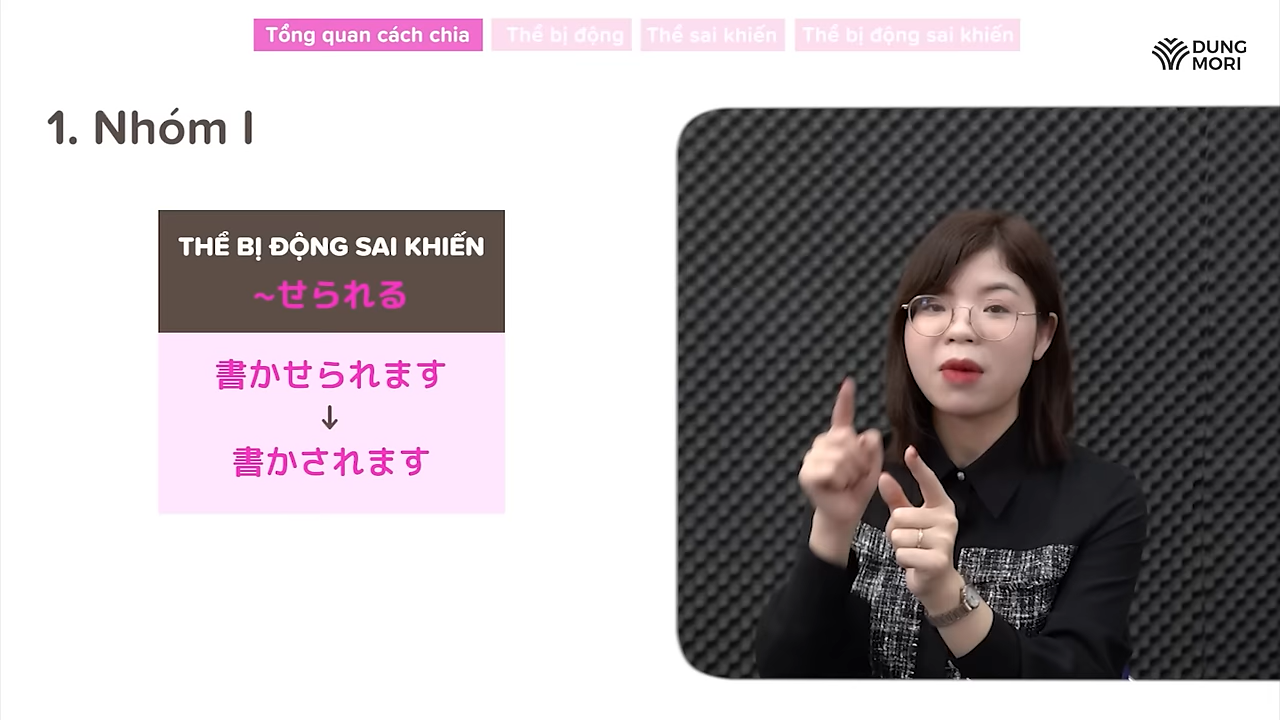 Tổng quan cách chia
Thể bị động
Thể sai khiến
Thể bị động sai khiến
DUNG
MORI
1. Nhóm I
THỂ BỊ ĐỘNG SAI KHIẾN
~せられる
書かせられます
↓
書かされます